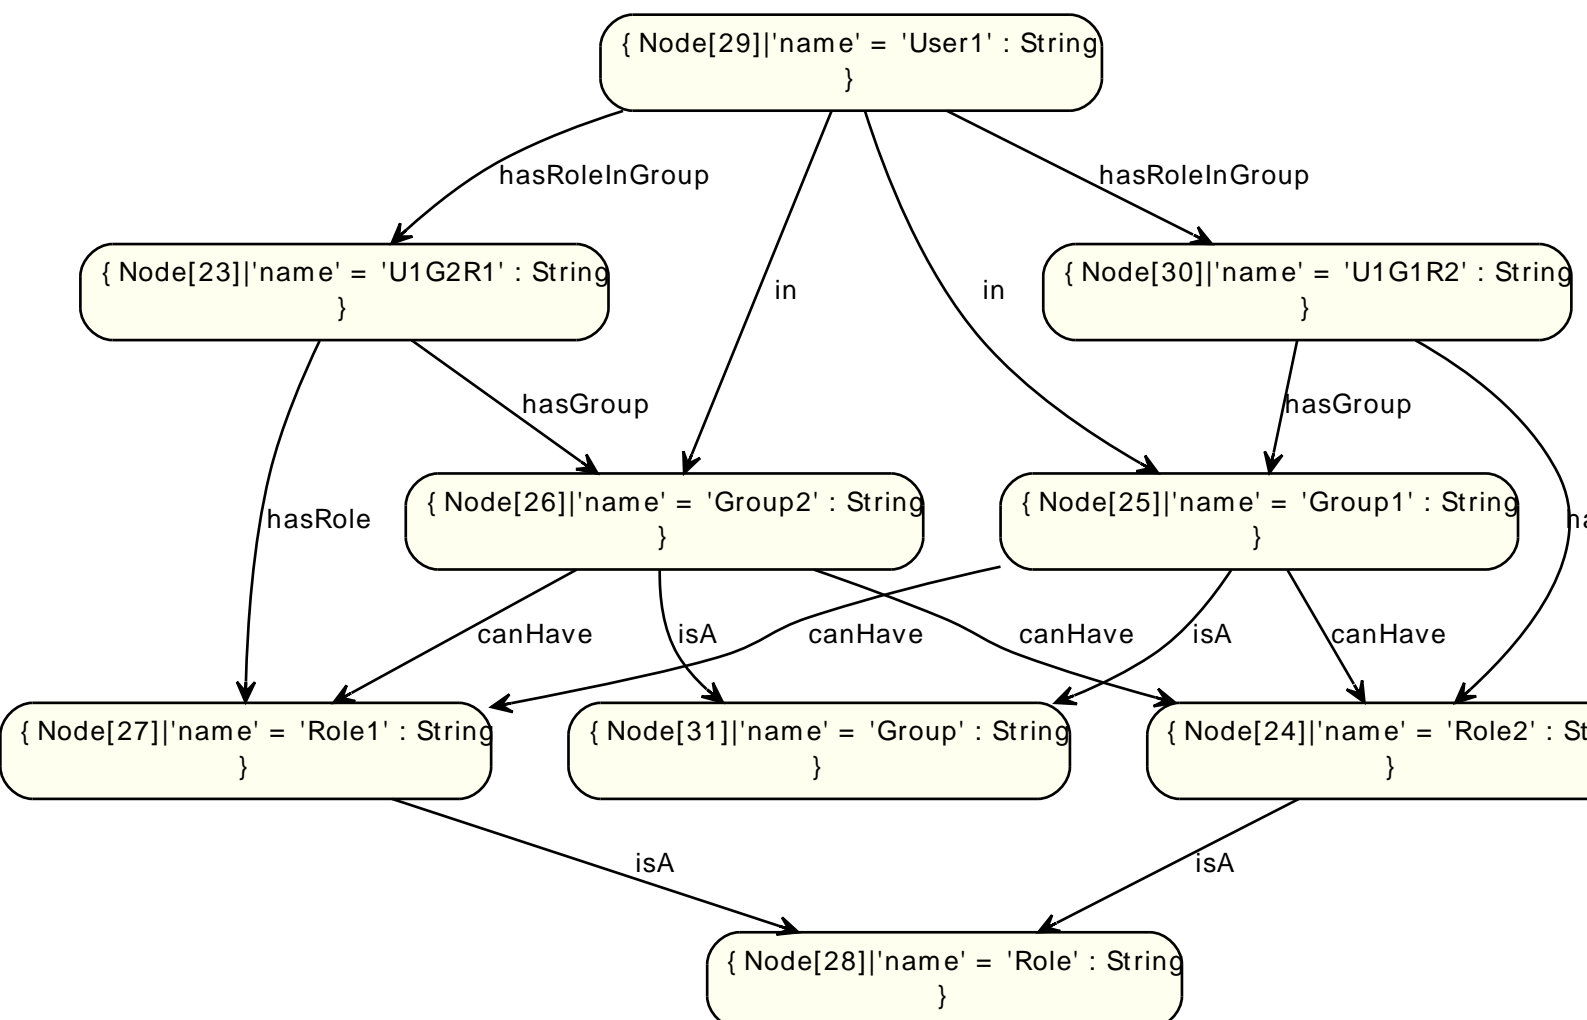 { Node[29]|'name' = 'User1' : String
}
hasRoleInGroup
hasRoleInGroup
{ Node[23]|'name' = 'U1G2R1' : String
}
in
in
{ Node[30]|'name' = 'U1G1R2' : String
}
hasGroup
hasGroup
hasRole
{ Node[26]|'name' = 'Group2' : String
}
{ Node[25]|'name' = 'Group1' : String
}
canHave
isA
canHave
canHave
isA
canHave
{ Node[27]|'name' = 'Role1' : String
}
{ Node[31]|'name' = 'Group' : String
}
{ Node[24]|'name' = 'Role2' :
}
isA
isA
{ Node[28]|'name' = 'Role' : String
}